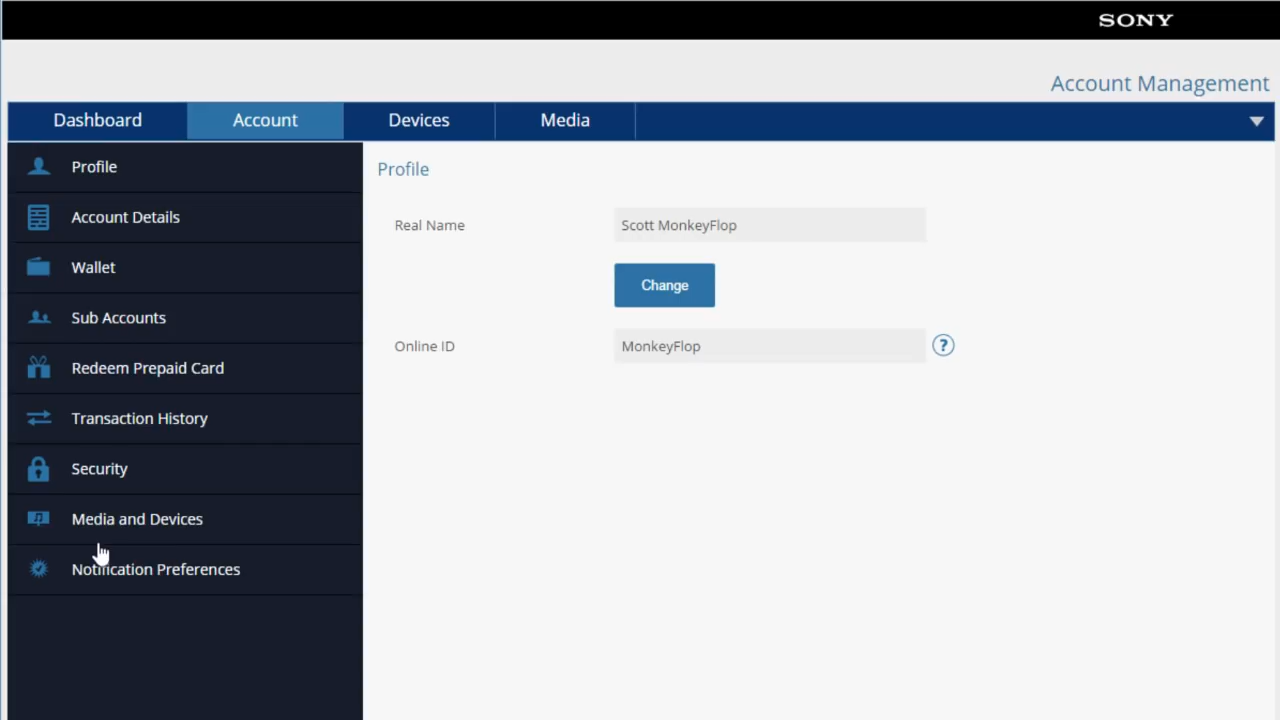 SONY
Account Management
Dashboard Account Devices Media
Profile
Account Details
Wallet
Sub Accounts
Redeem Prepaid Card
Transaction History
Security
Media and Devices
Notification Preferences
Profile
Real Name Scott MonkeyFlop
Change
Online ID MonkeyFlop ?